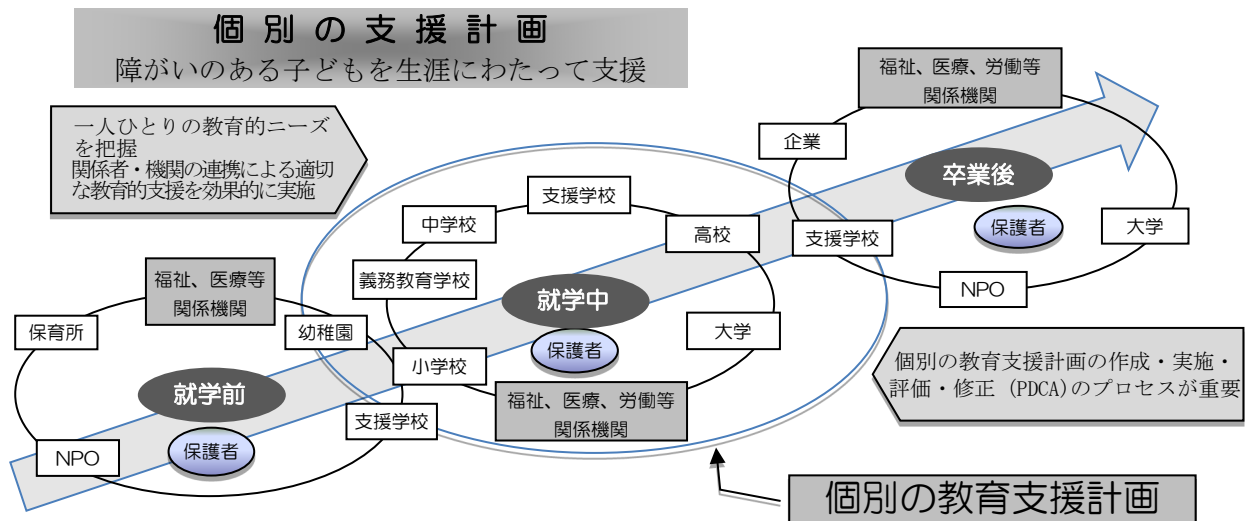 個別の支援計画
障がいのある子どもを生涯にわたって支援
一人ひとりの教育的ニーズ
を把握
関係者・機関の連携による適切
な教育的支援を効果的に実施
福祉、医療、労働等
関係機関
企業
卒業後
保護者
支援学校
大学
NPO
支援学校
中学校
高校
義務教育学校
就学中
保護者
大学
小学校
福祉、医療、労働等
関係機関
福祉、医療等
関係機関
保育所
幼稚園
就学前
保護者
支援学校
NPO
個別の教育支援計画の作成・実施・
評価・修正 (PDCA)のプロセスが重要
個別の教育支援計画